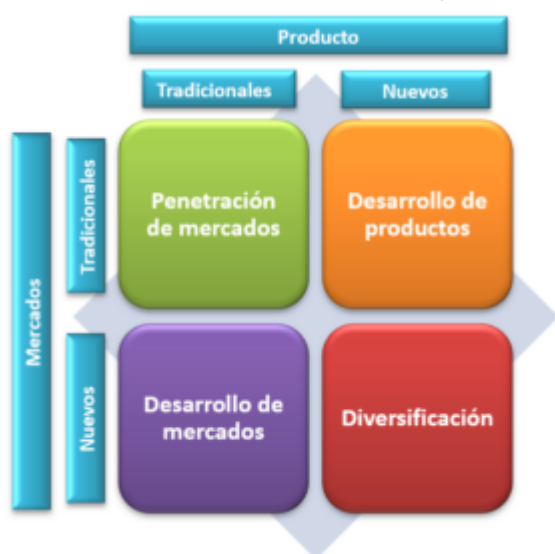 Producto
Tradicionales
Nuevos
Mercados
Tradicionales
Penetración
de mercados
Desarrollo de
productos
Nuevos
Desarrollo de
mercados
Diversificación